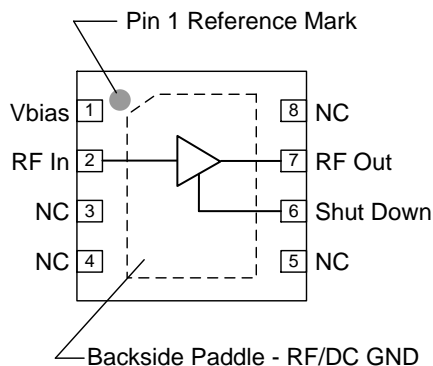 Pin 1 Reference Mark
Vbias 1 8 NC
RF In 2 7 RF Out
NC 3 6 Shut Down
NC 4 5 NC
Backside Paddle - RF/DC GND